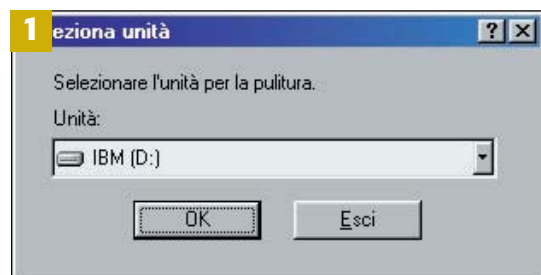 1 eziona unità
Selezionare l'unità per la pulitura.
Unità:
IBM (D:)
OK Esci